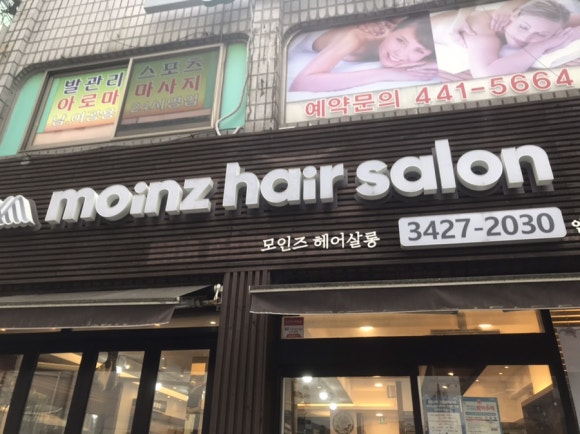 발관리 스포츠
아로마 마사지
예약문의 441-5664
moinz hair salon
모인즈 헤어살롱 3427-2030